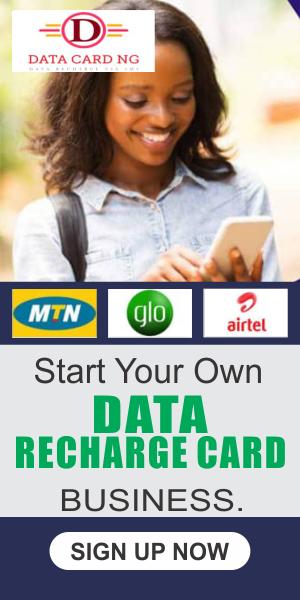 D
DATA CARD NG
MTN
glo
airtel
Start Your Own
DATA
RECHARGE CARD
BUSINESS.
SIGN UP NOW